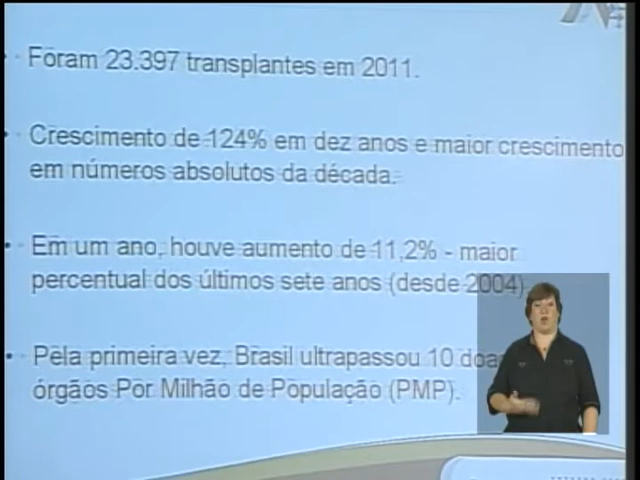 Foram 23.397 transplantes em 2011.
Crescimento de 124% em dez anos e maior crescimento
em números absolutos da década.
Em um ano, houve aumento de 11,2% - maior
percentual dos últimos sete anos (desde 2004)
Pela primeira vez, Brasil ultrapassou 10
órgãos Por Milhão de População (PMP).